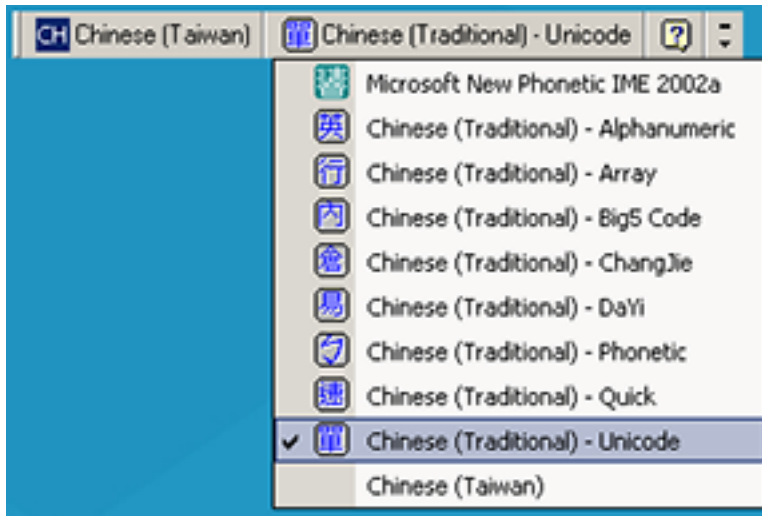 CH Chinese (Taiwan) 單 Chinese (Traditional) - Unicode ?
Microsoft New Phonetic IME 2002a
英 Chinese (Traditional) - Alphanumeric
行 Chinese (Traditional) - Array
內 Chinese (Traditional) - Big5 Code
倉 Chinese (Traditional) - ChangJie
易 Chinese (Traditional) - DaYi
Chinese (Traditional) - Phonetic
速 Chinese (Traditional) - Quick
單 Chinese (Traditional) - Unicode
Chinese (Taiwan)